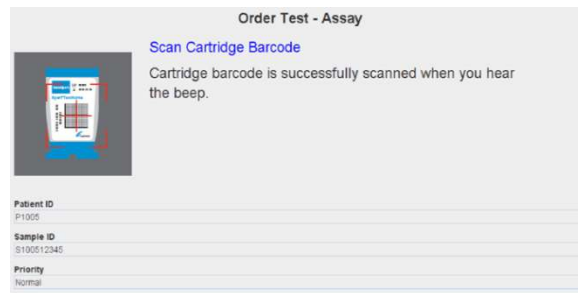 Order Test - Assay
Scan Cartridge Barcode
Cartridge barcode is successfully scanned when you hear
the beep.
Patient ID
P1005
Sample ID
S100512345
Priority
Normal